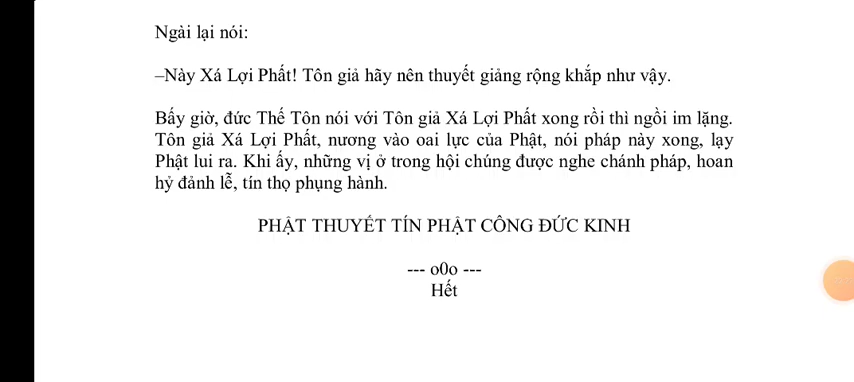 Ngài lại nói:
–Này Xá Lợi Phất! Tôn giả hãy nên thuyết giảng rộng khắp như vậy.
Bấy giờ, đức Thế Tôn nói với Tôn giả Xá Lợi Phất xong rồi thì ngồi im lặng.
Tôn giả Xá Lợi Phất, nương vào oai lực của Phật, nói pháp này xong, lạy
Phật lui ra. Khi ấy, những vị ở trong hội chúng được nghe chánh pháp, hoan
hỷ đảnh lễ, tín thọ phụng hành.
PHẬT THUYẾT TÍN PHẬT CÔNG ĐỨC KINH
--- o0o ---
Hết